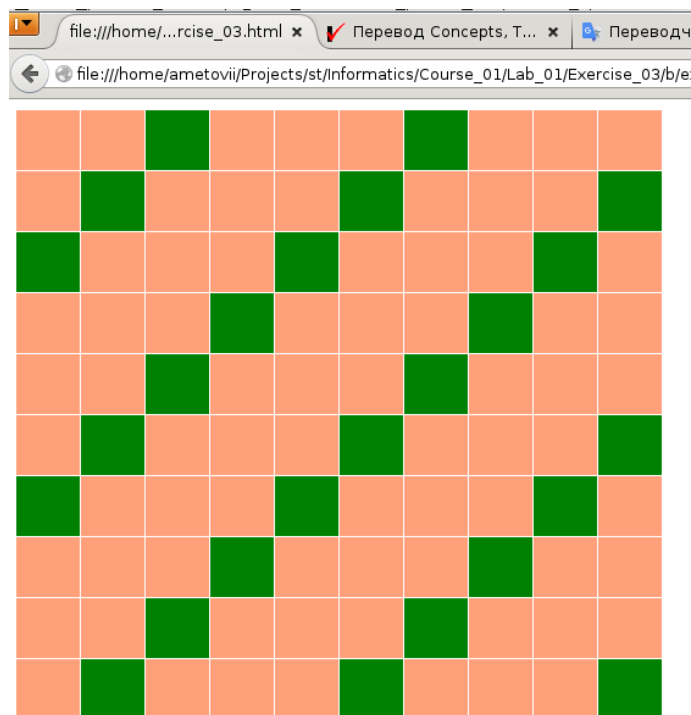 file:///home/...rcise_03.html Перевод Concepts, T... Переводч
file:///home/ametovii/Projects/st/Informatics/Course_01/Lab_01/Exercise_03/b/e